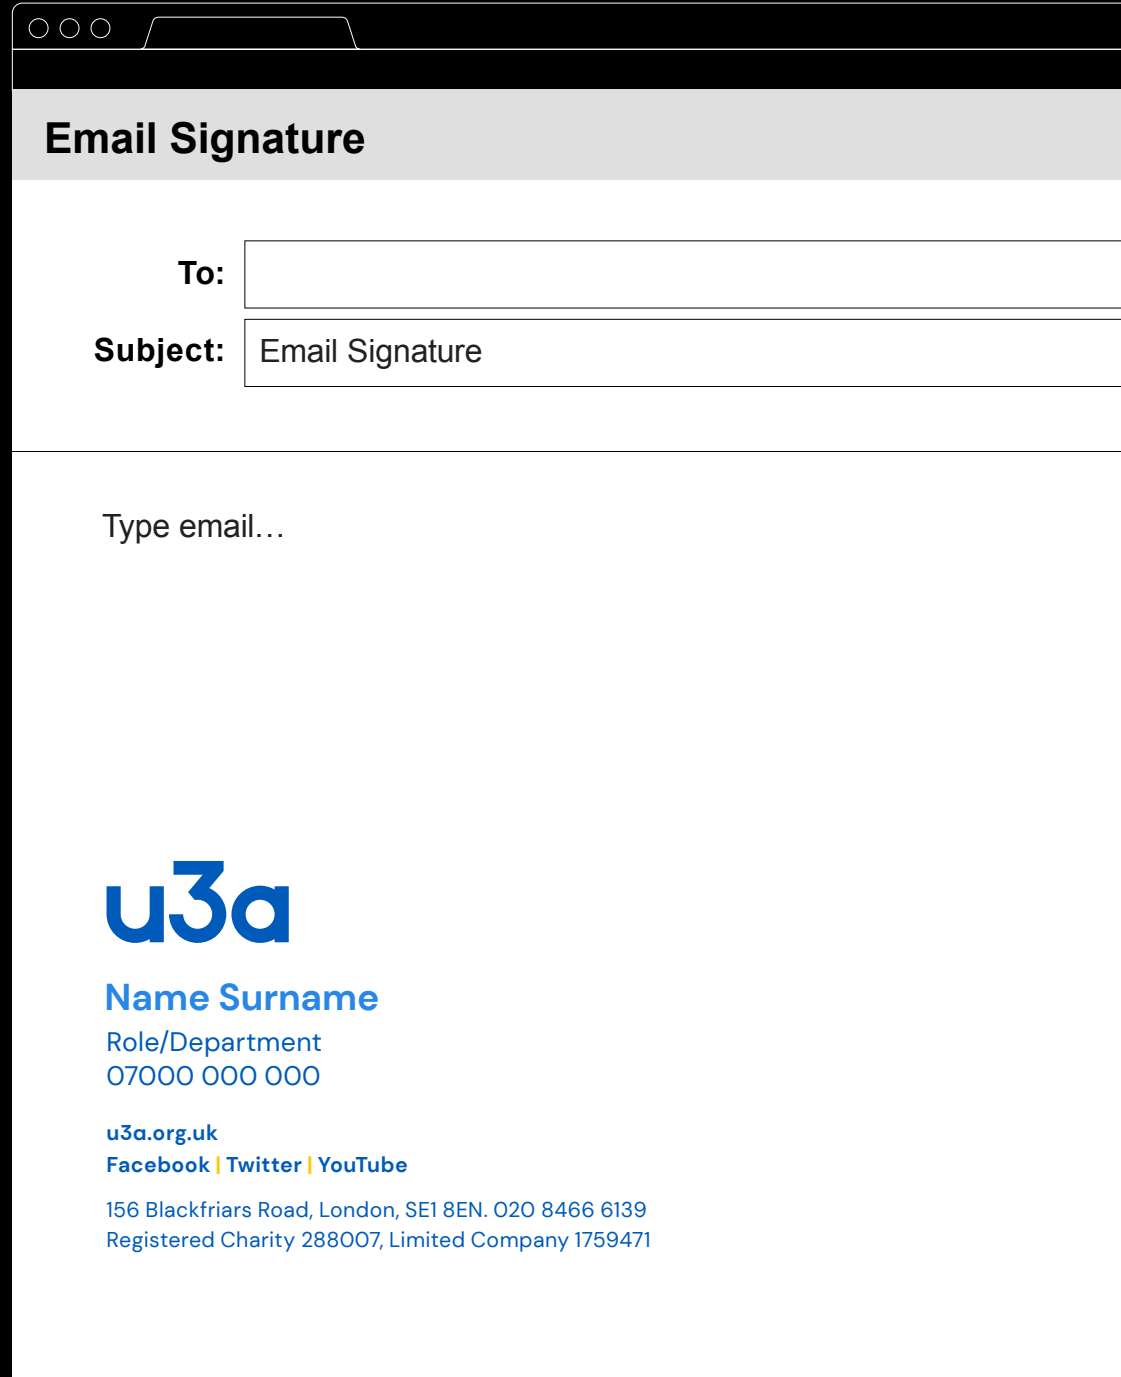 Email Signature
To:
Subject: Email Signature
Type email…
u3a
Name Surname
Role/Department
07000 000 000
u3a.org.uk
Facebook | Twitter | YouTube
156 Blackfriars Road, London, SE1 8EN. 020 8466 6139
Registered Charity 288007, Limited Company 1759471